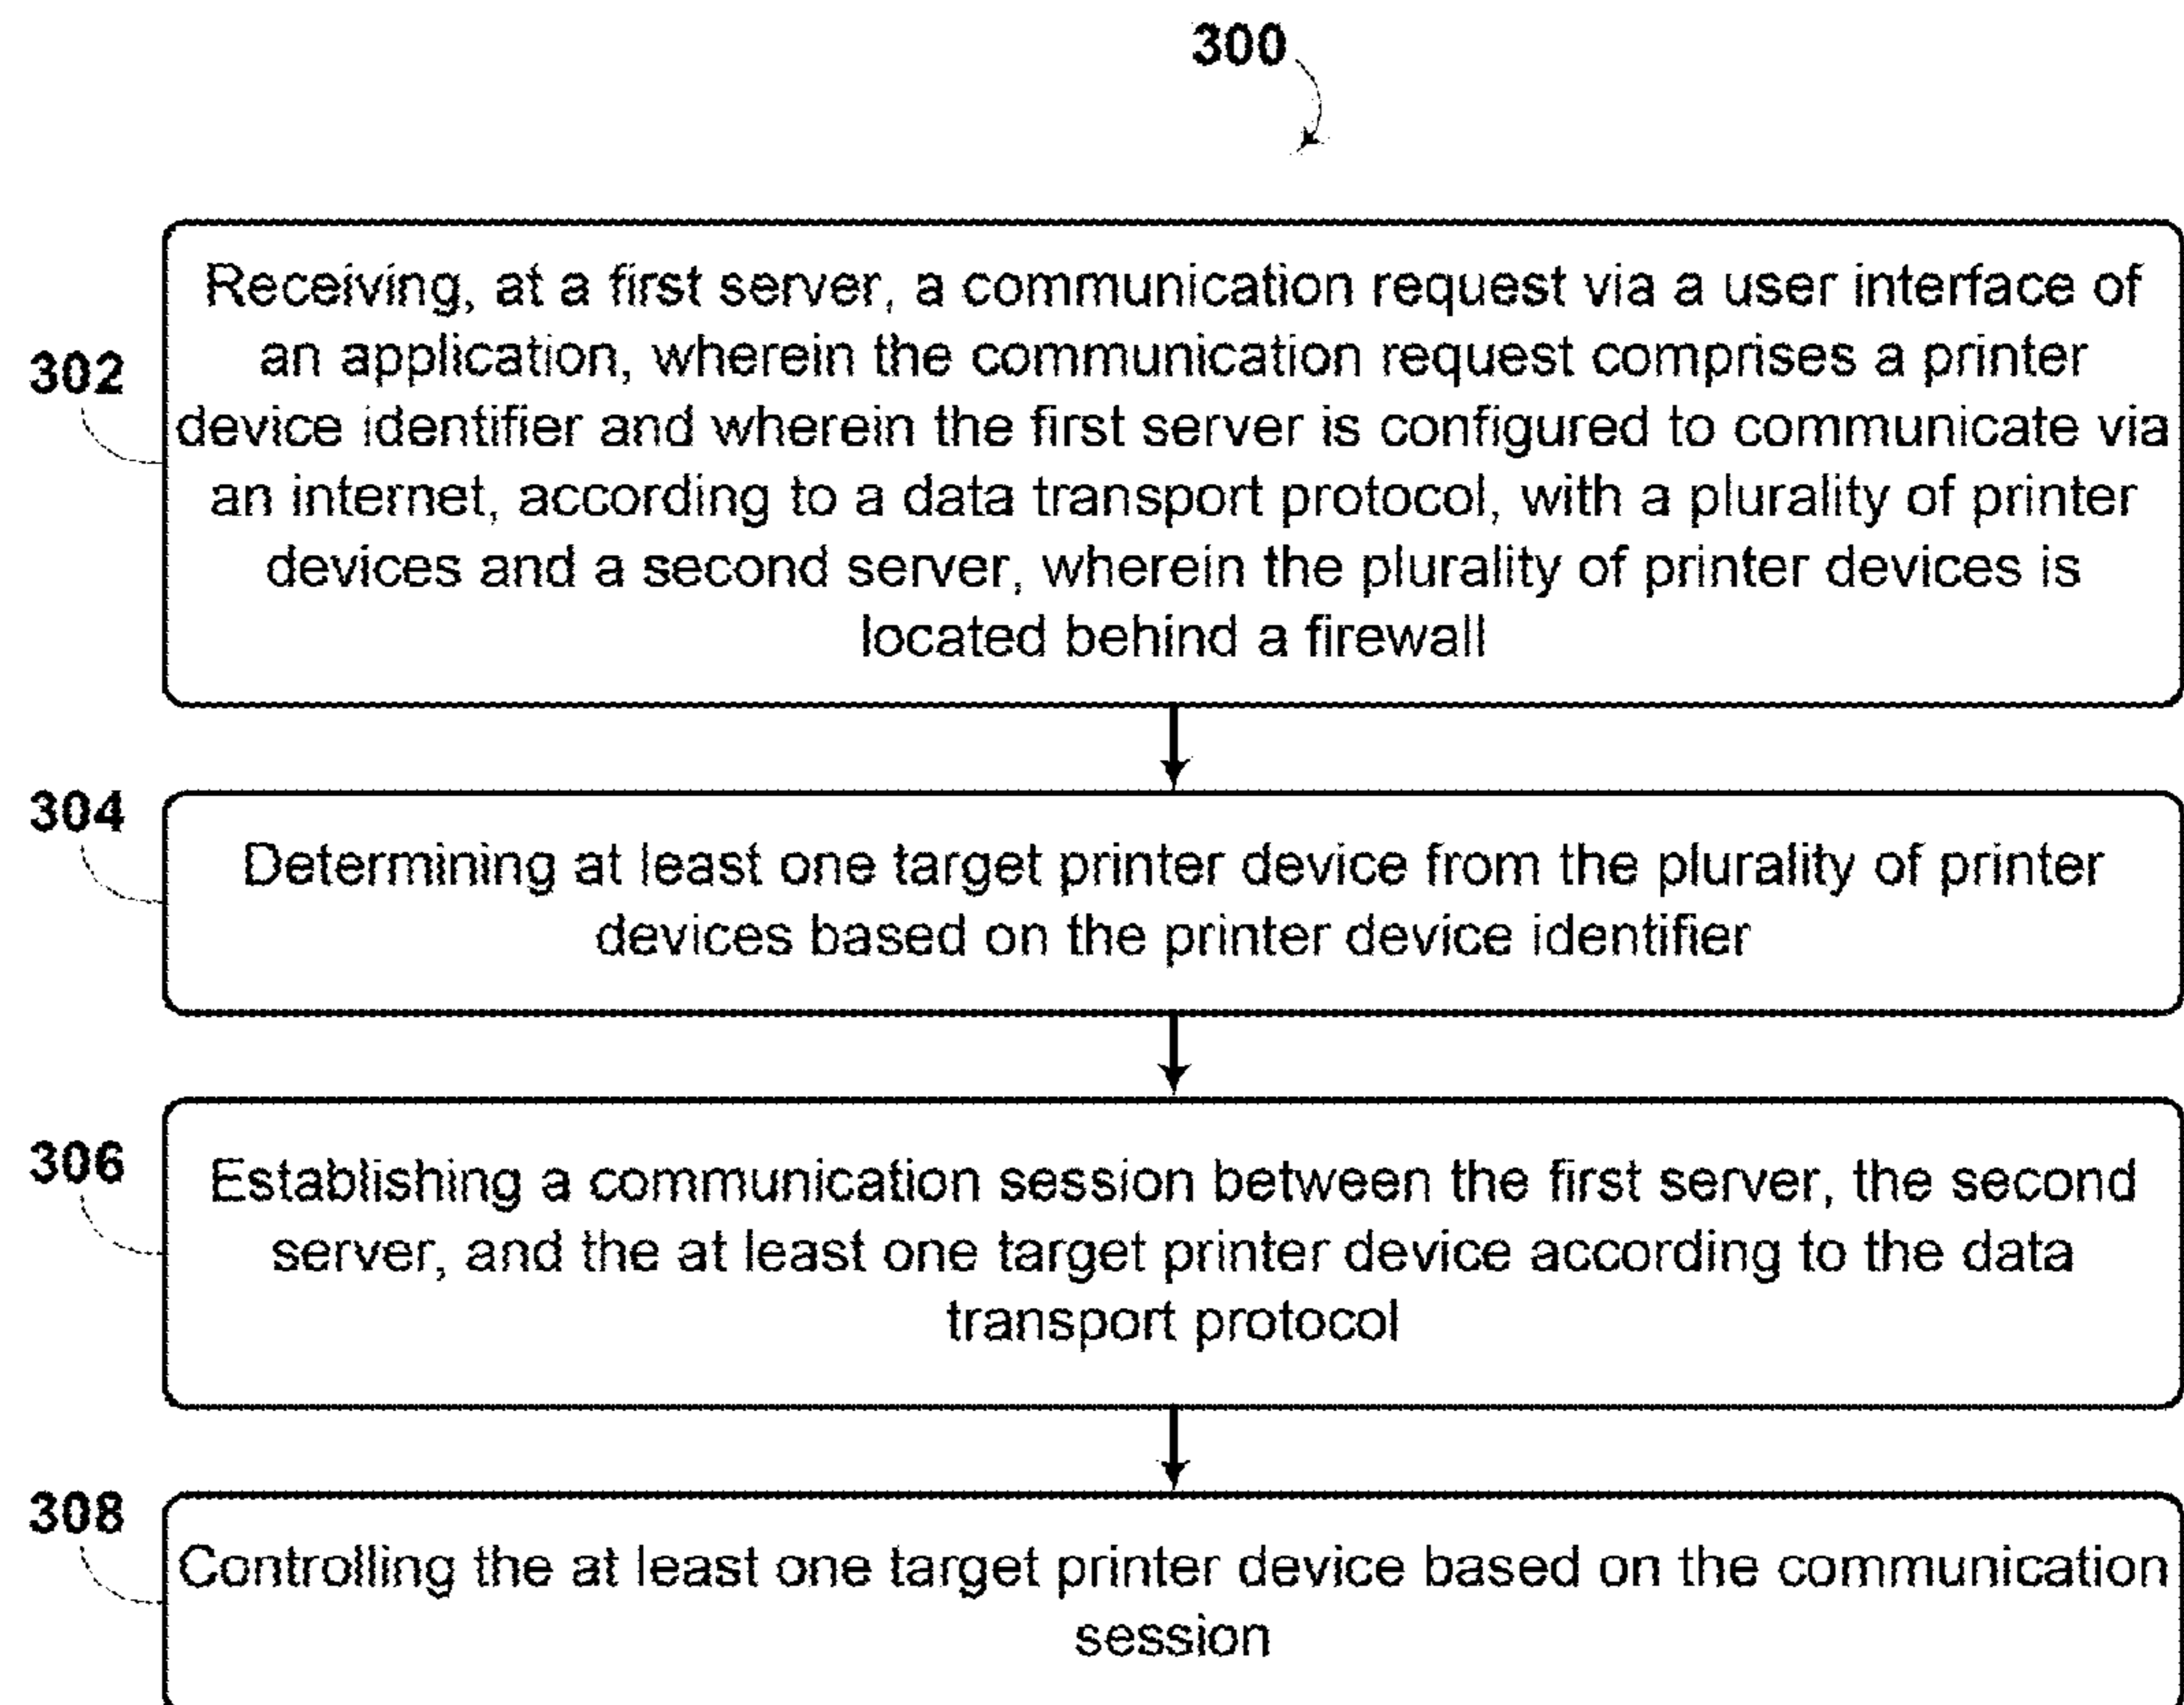 300
302
Receiving, at a first server, a communication request via a user interface of
an application, wherein the communication request comprises a printer
device identifier and wherein the first server is configured to communicate via
an internet, according to a data transport protocol, with a plurality of printer
devices and a second server, wherein the plurality of printer devices is
located behind a firewall
304
Determining at least one target printer device from the plurality of printer
devices based on the printer device identifier
306
Establishing a communication session between the first server, the second
server, and the at least one target printer device according to the data
transport protocol
308
Controlling the at least one target printer device based on the communication
session